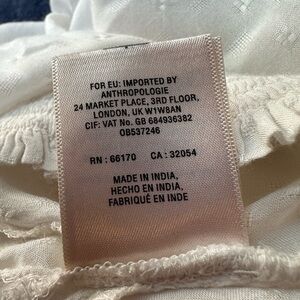 FOR EU: IMPORTED BY
ANTHROPOLOGIE
24 MARKET PLACE, 3RD FLOOR,
LONDON, UK W1W8AN
CIF: VAT No. GB 684936382
OB537246
RN : 66170 CA : 32054
MADE IN INDIA,
HECHO EN INDIA,
FABRIQUÉ EN INDE